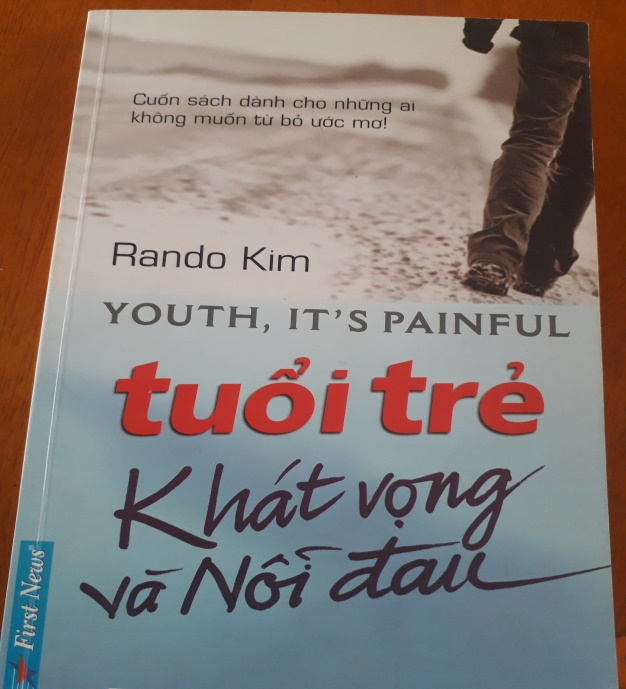 Cuốn sách dành cho những ai
không muốn từ bỏ ước mơ!
Rando Kim
YOUTH, IT'S PAINFUL
tuổi trẻ
Khát vọng
và Nỗi đau
First News